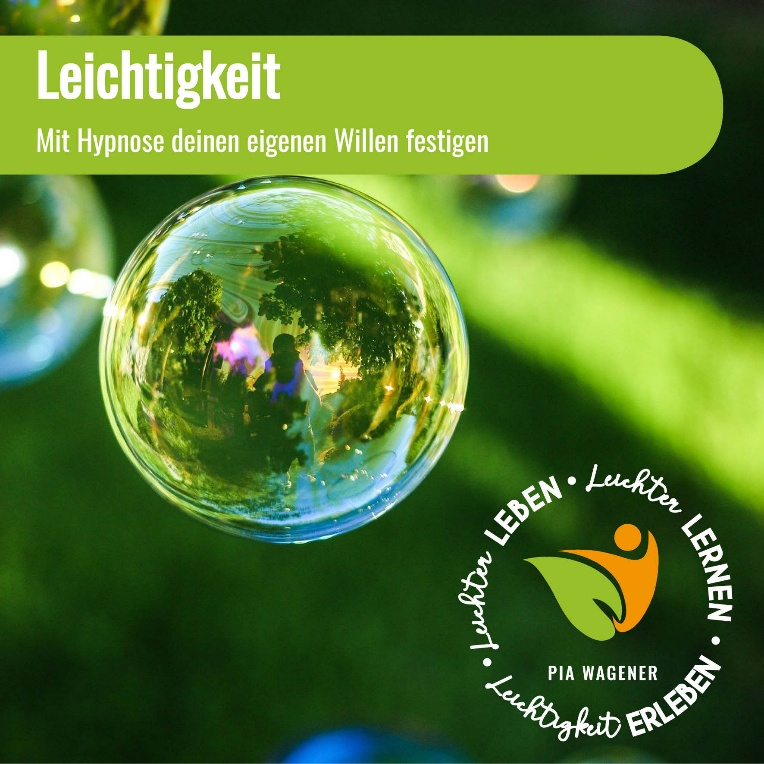 Leichtigkeit
Mit Hypnose deinen eigenen Willen festigen
Leichter LEBEN • Leichter LERNEN • Leichtigkeit ERLEBEN •
PIA WAGENER